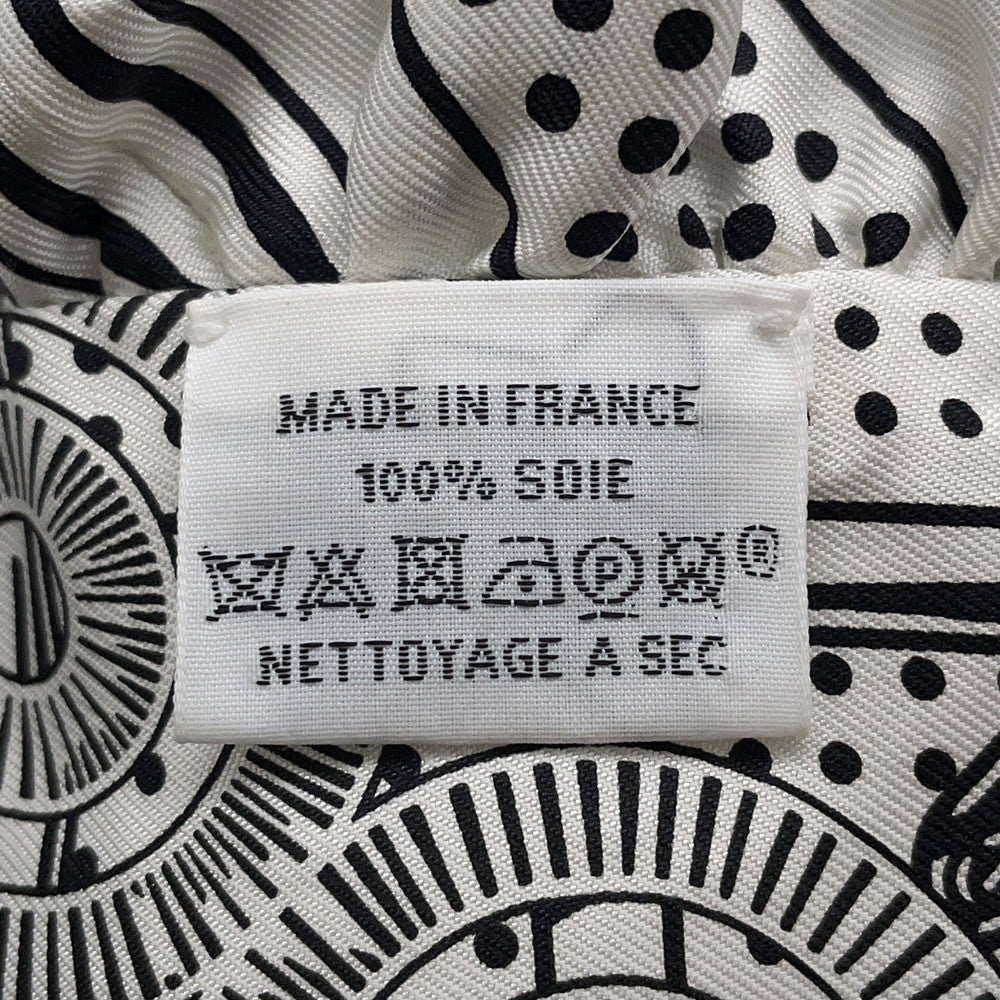 MADE IN FRANCE
100% SOIE
P W ®
NETTOYAGE A SEC